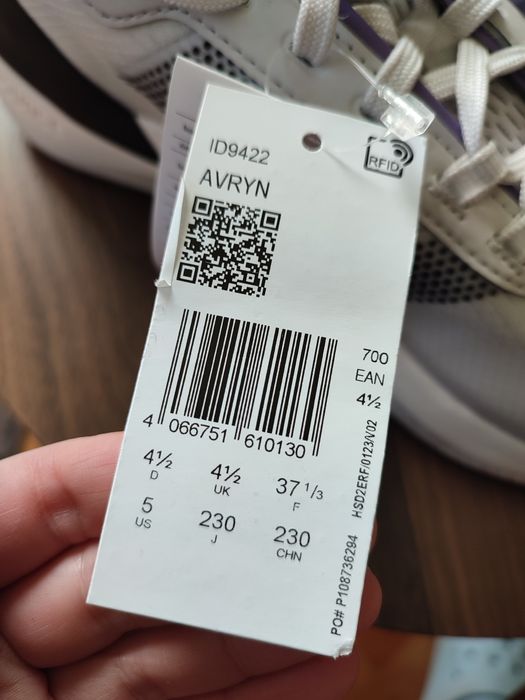 ID9422
RFID
AVRYN
700
EAN
4½
4 066751 610130
4½ 4½ 37 1/3
D UK F
5 230 230
US J CHN
PO# P108736294 HSD2ERF/0123/V02